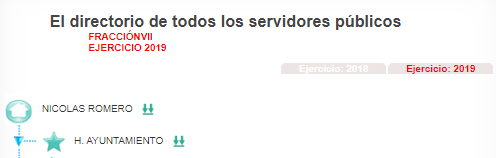 El directorio de todos los servidores públicos
FRACCIÓNVII
EJERCICIO 2019
Ejercicio: 2018 Ejercicio: 2019
NICOLAS ROMERO
H. AYUNTAMIENTO